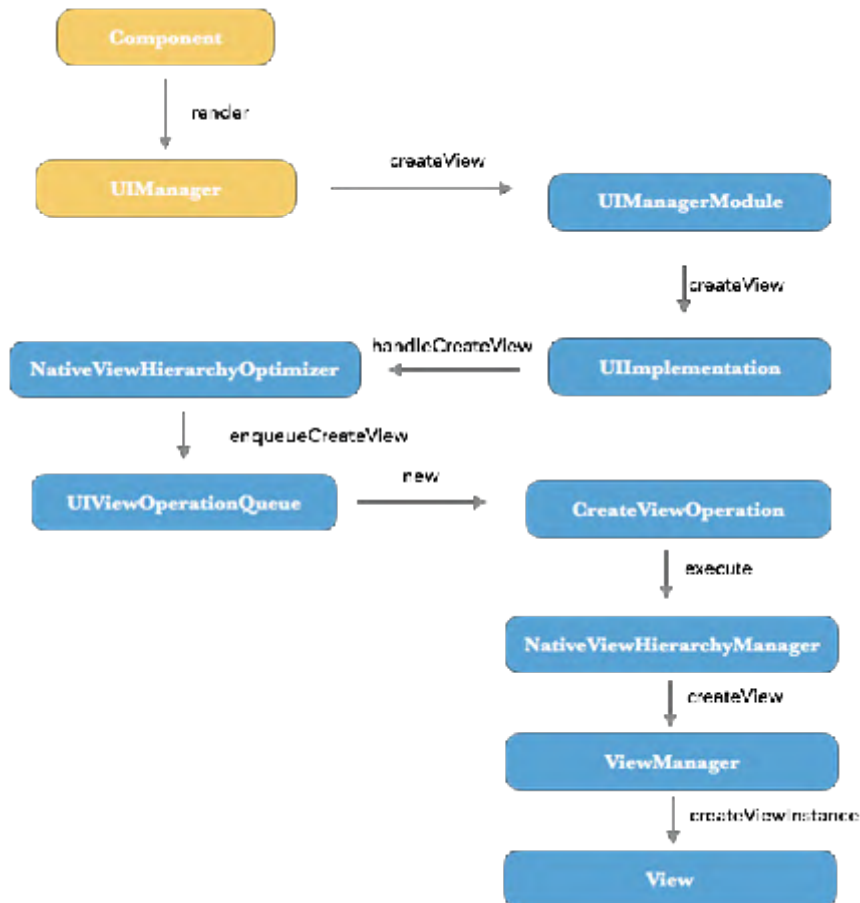 Component
render
UIManager
createView
UIManagerModule
createView
handleCreateView
NativeViewHierarchyOptimizer
UIImplementation
enqueueCreateView
UIViewOperationQueue
new
CreateViewOperation
execute
NativeViewHierarchyManager
createView
ViewManager
createViewInstance
View